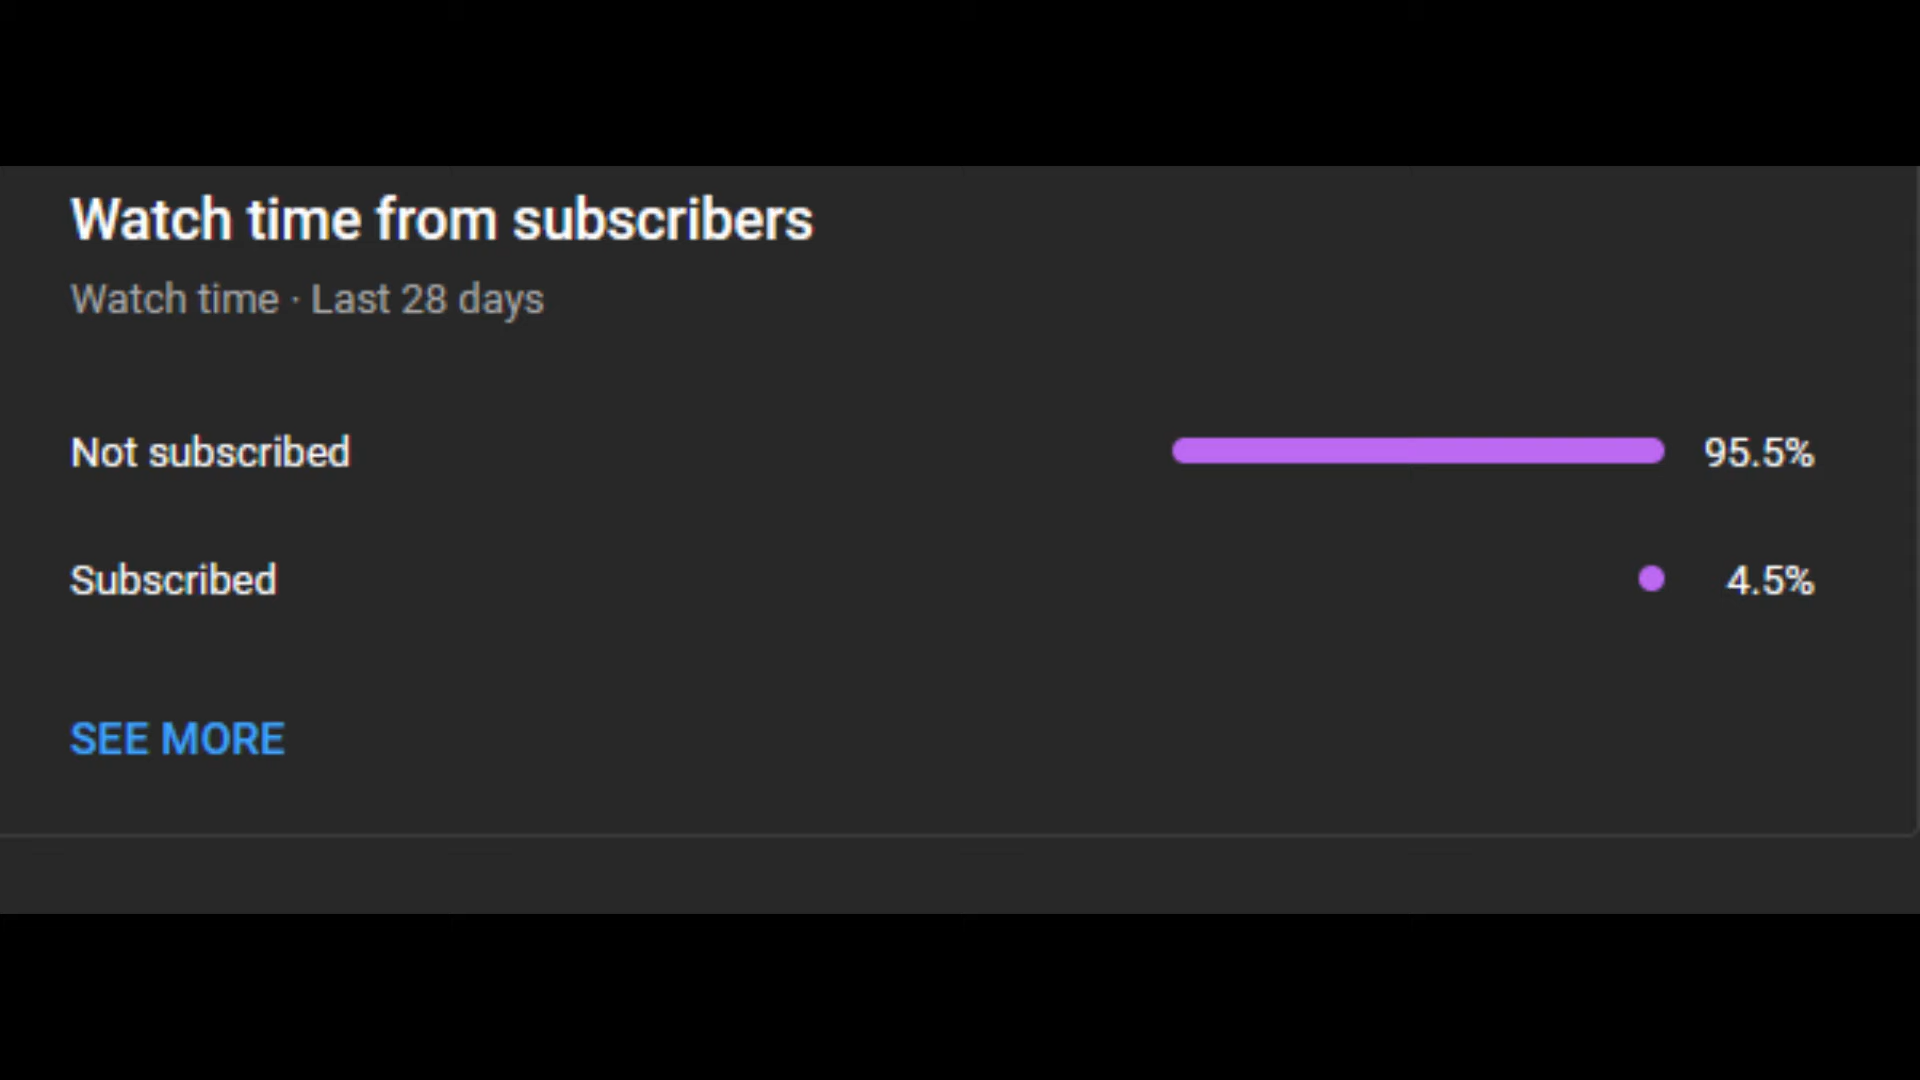 Watch time from subscribers
Watch time · Last 28 days
Not subscribed 95.5%
Subscribed 4.5%
SEE MORE